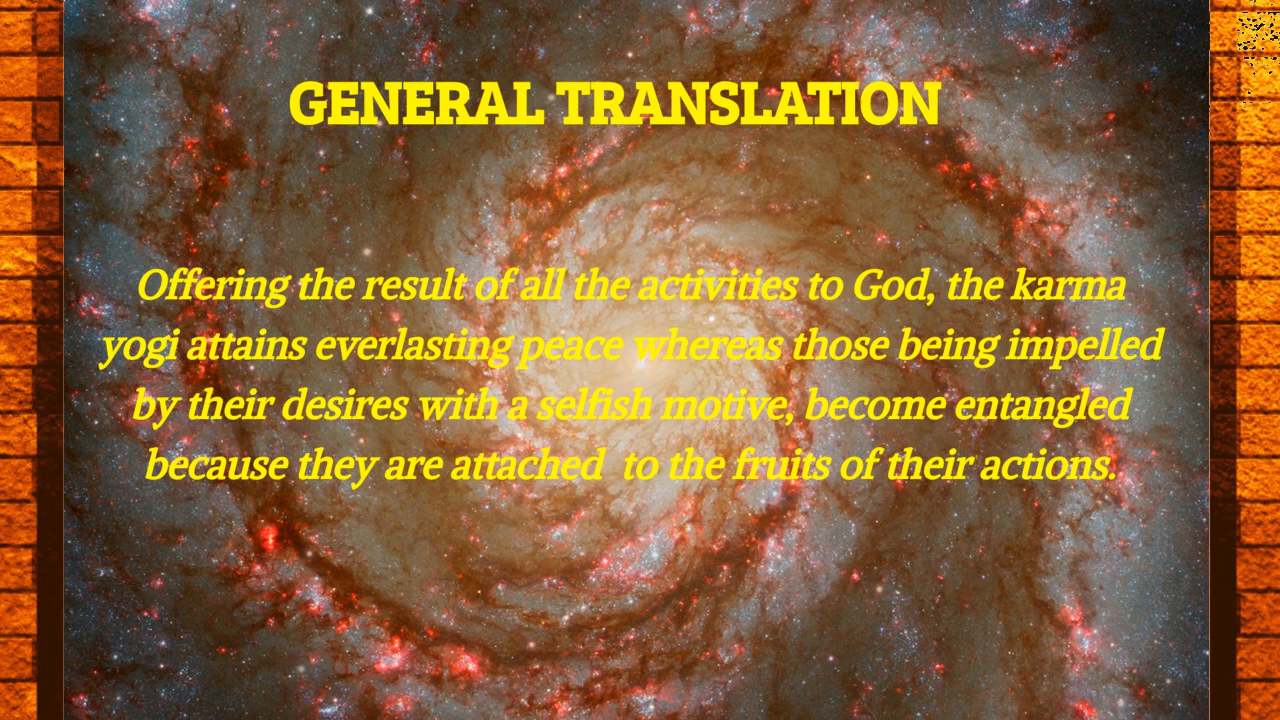 GENERAL TRANSLATION
Offering the result of all the activities to God, the karma
yogi attains everlasting peace whereas those being impelled
by their desires with a selfish motive, become entangled
because they are attached  to the fruits of their actions.